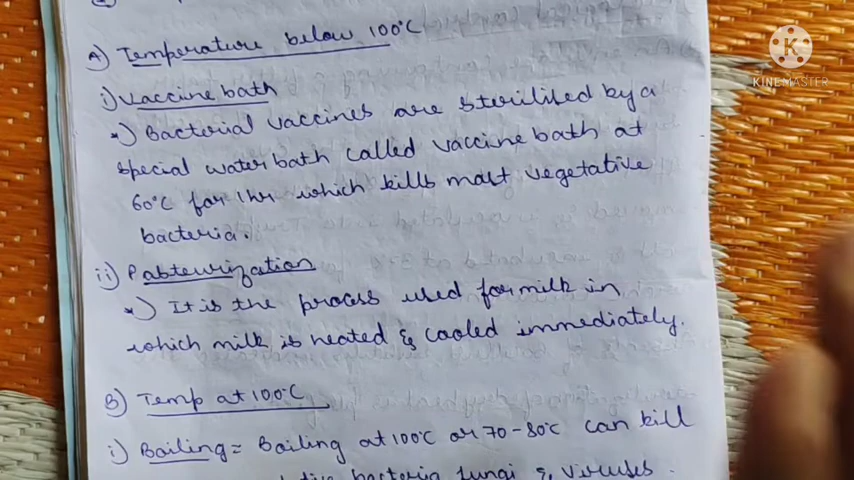 A) Temperature below 100°C
i) Vaccine bath
*) Bacterial vaccines are sterilised by a
special water bath called vaccine bath at
60°C for 1hr which kills most vegetative
bacteria.
ii) Pasteurization
*) It is the process used for milk in
which milk is heated & cooled immediately.
B) Temp at 100°C
i) Boiling = Boiling at 100°C or 70-80°C can kill
bacteria, fungi & viruses.
K
KINEMASTER